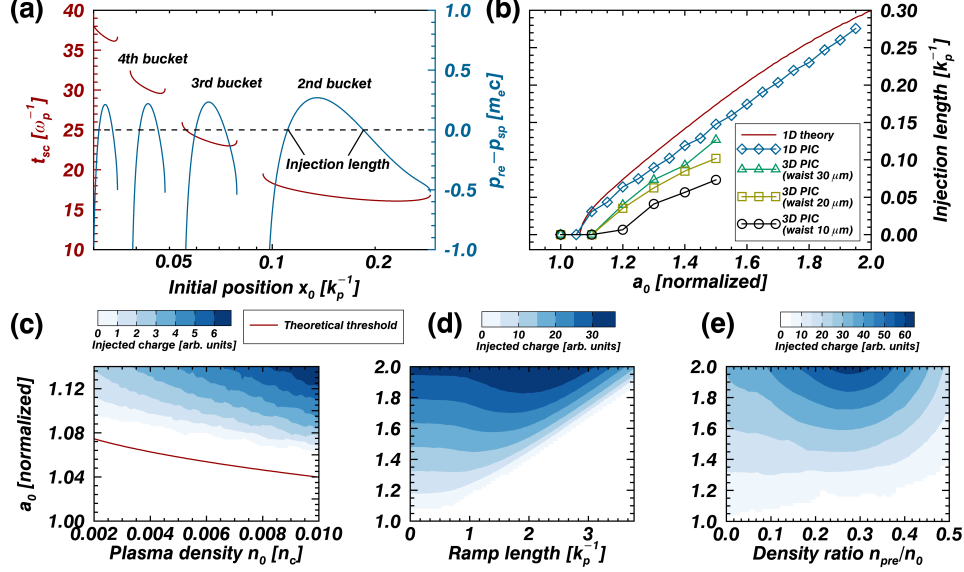 (a)
40
35
30
25
20
15
10
t_sc [ω_p^-1]
4th bucket
3rd bucket
2nd bucket
Injection length
1.0
0.5
0.0
-0.5
-1.0
p_re − p_sp [m_e c]
0.05 0.1 0.2
Initial position x_0 [k_p^-1]
(b)
0.30
0.25
0.20
0.15
0.10
0.05
0.00
Injection length [k_p^-1]
1D theory
1D PIC
3D PIC
(waist 30 μm)
3D PIC
(waist 20 μm)
3D PIC
(waist 10 μm)
1.0 1.2 1.4 1.6 1.8 2.0
a_0 [normalized]
(c)
0 1 2 3 4 5 6
Injected charge [arb. units]
Theoretical threshold
1.12
1.08
1.04
1.00
a_0 [normalized]
0.002 0.004 0.006 0.008 0.010
Plasma density n_0 [n_c]
(d)
0 10 20 30
Injected charge [arb. units]
2.0
1.8
1.6
1.4
1.2
1.0
0 1 2 3
Ramp length [k_p^-1]
(e)
0 10 20 30 40 50 60
Injected charge [arb. units]
2.0
1.8
1.6
1.4
1.2
1.0
0.0 0.1 0.2 0.3 0.4 0.5
Density ratio n_pre/n_0